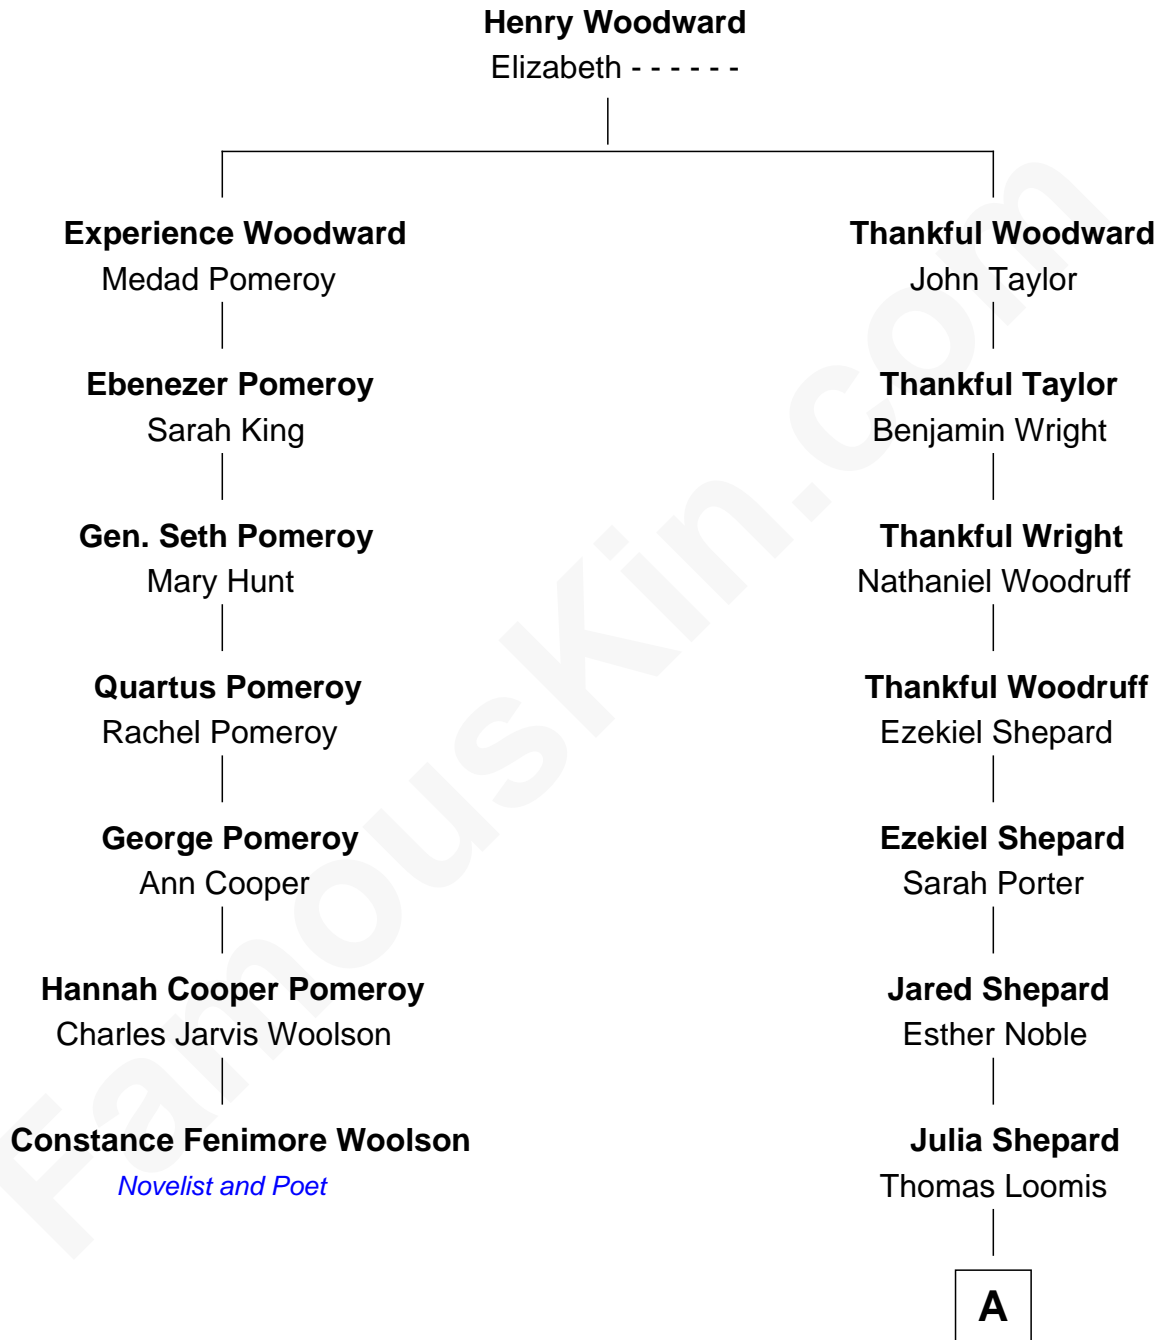 Henry Woodward
Elizabeth - - - - - -
Experience Woodward
Medad Pomeroy
Thankful Woodward
John Taylor
Ebenezer Pomeroy
Sarah King
Thankful Taylor
Benjamin Wright
Gen. Seth Pomeroy
Mary Hunt
Thankful Wright
Nathaniel Woodruff
Quartus Pomeroy
Rachel Pomeroy
Thankful Woodruff
Ezekiel Shepard
George Pomeroy
Ann Cooper
Ezekiel Shepard
Sarah Porter
Hannah Cooper Pomeroy
Charles Jarvis Woolson
Jared Shepard
Esther Noble
Constance Fenimore Woolson
Novelist and Poet
Julia Shepard
Thomas Loomis
A
FamousKin.com